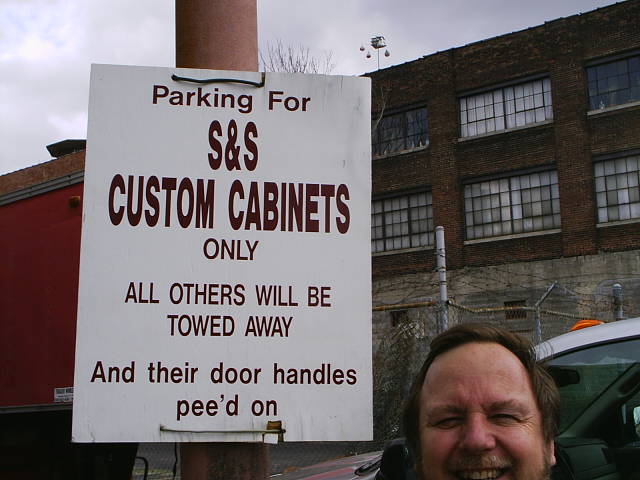 Parking For
S&S
CUSTOM CABINETS
ONLY
ALL OTHERS WILL BE
TOWED AWAY
And their door handles
pee'd on